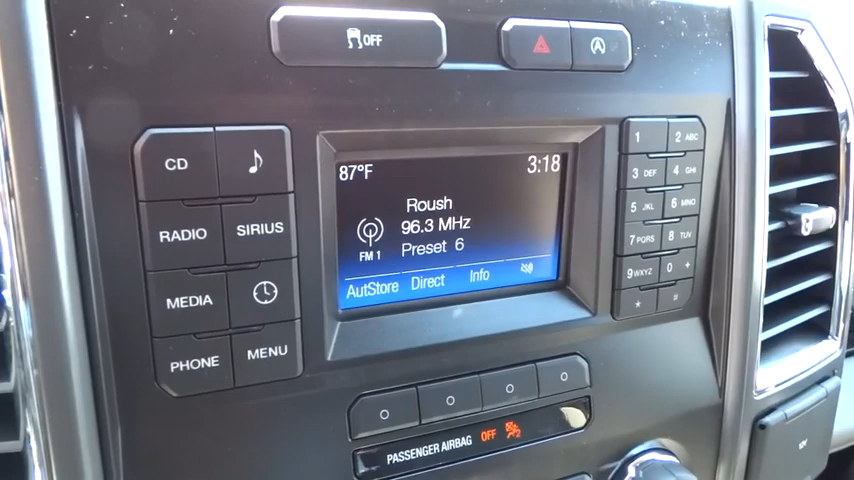 OFF
A
CD
RADIO
SIRIUS
MEDIA
PHONE
MENU
87°F
3:18
Roush
96.3 MHz
Preset 6
FM 1
AutStore Direct Info
1 2 ABC
3 DEF 4 GHI
5 JKL 6 MNO
7 PQRS 8 TUV
9 WXYZ 0 +
* #
PASSENGER AIRBAG OFF